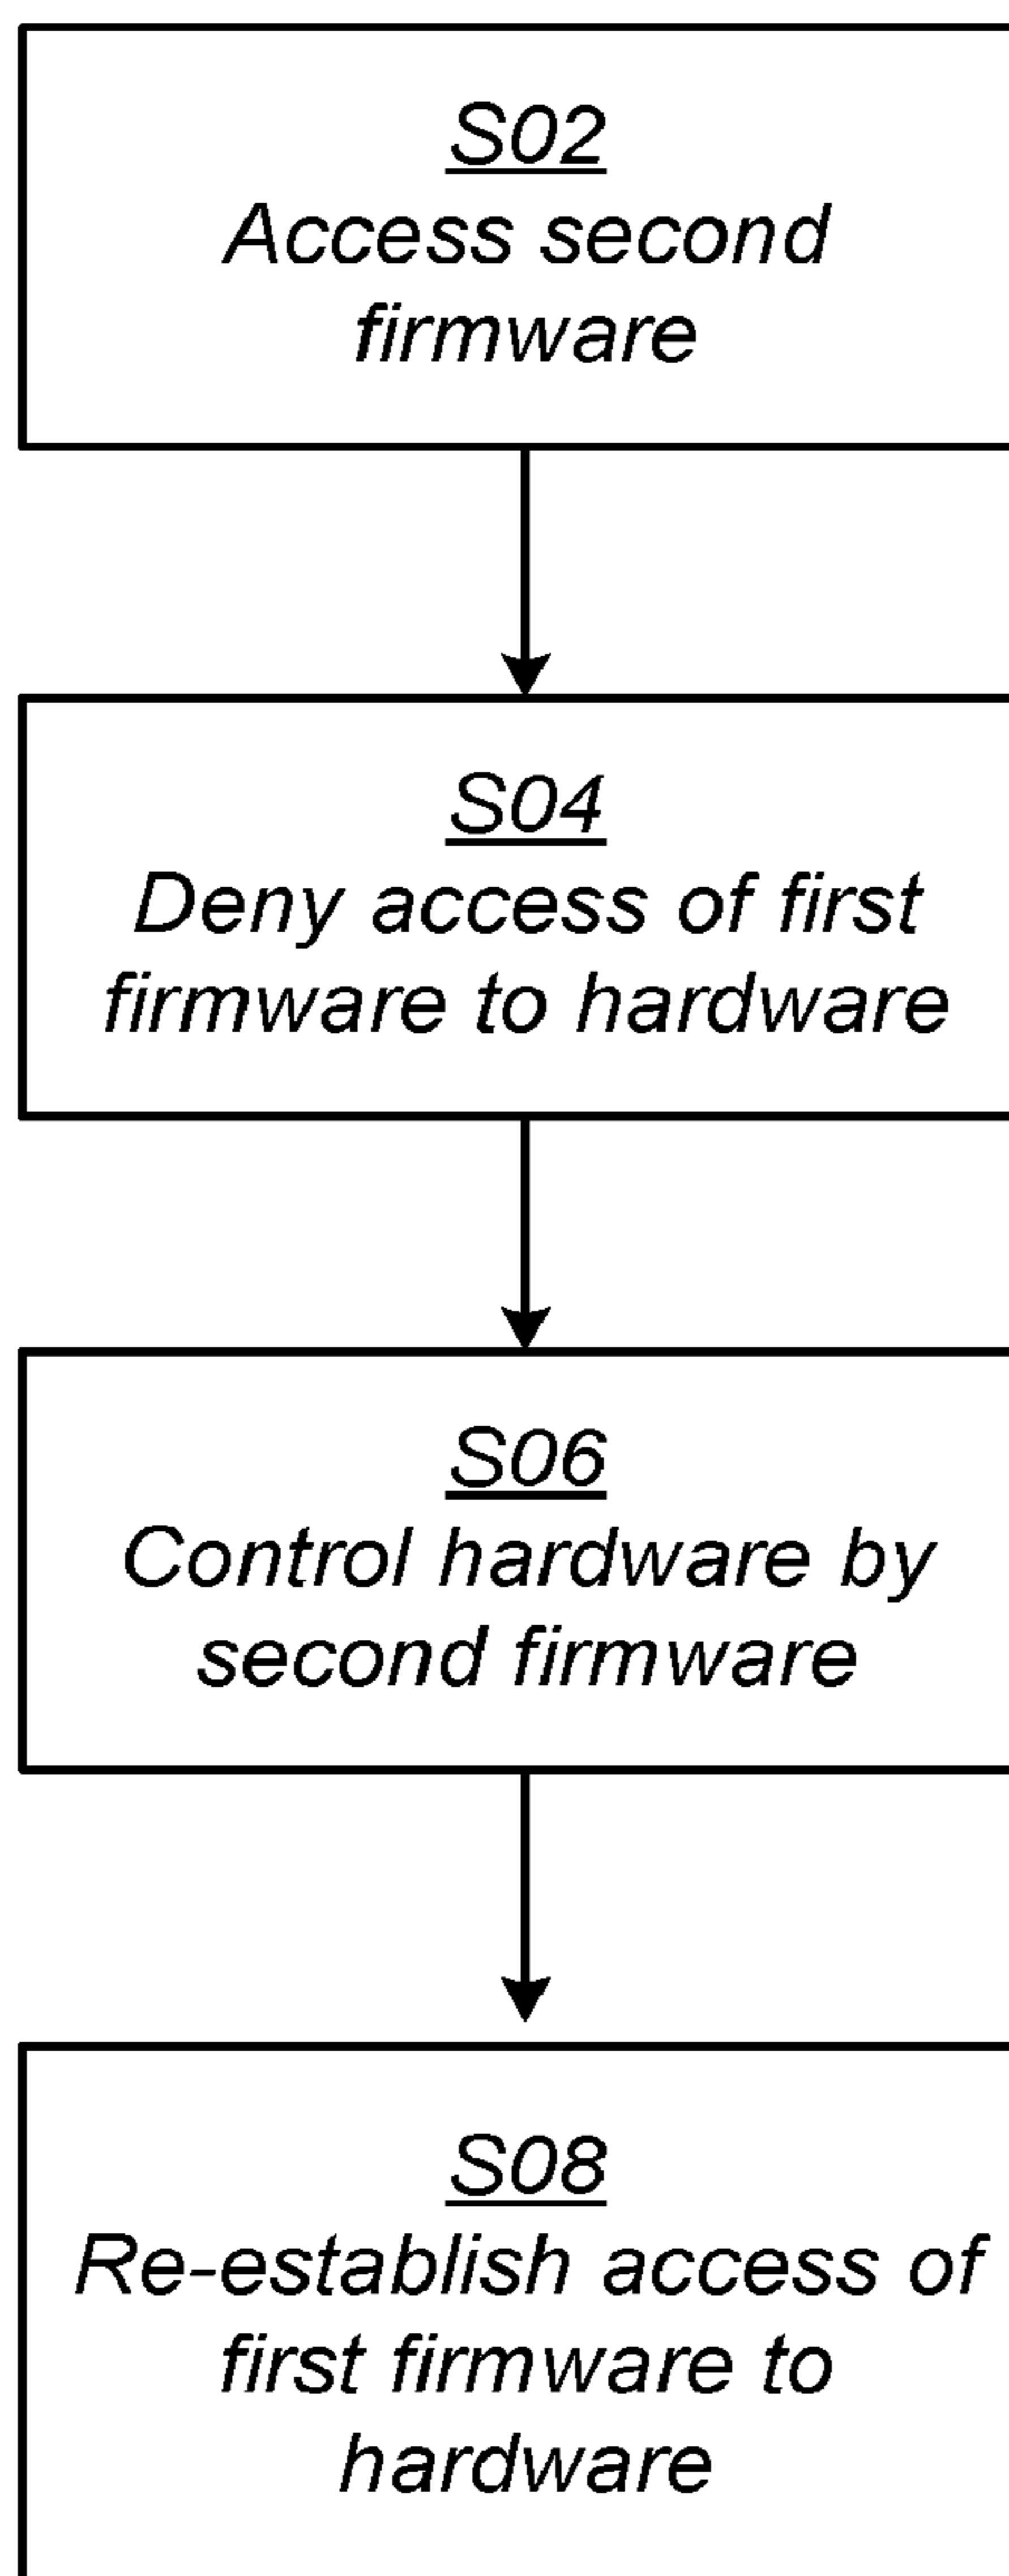 S02
Access second
firmware
S04
Deny access of first
firmware to hardware
S06
Control hardware by
second firmware
S08
Re-establish access of
first firmware to
hardware